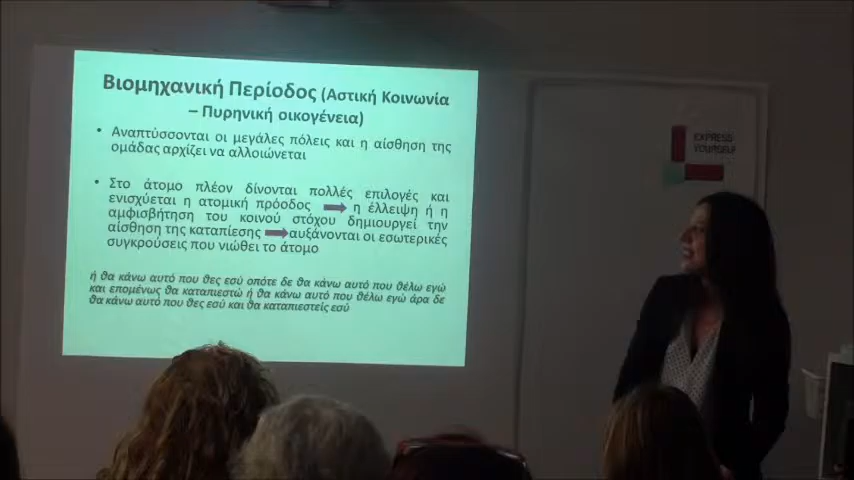 Βιομηχανική Περίοδος (Αστική Κοινωνία
– Πυρηνική οικογένεια)
• Αναπτύσσονται οι μεγάλες πόλεις και η αίσθηση της
ομάδας αρχίζει να αλλοιώνεται
• Στο άτομο πλέον δίνονται πολλές επιλογές και
ενισχύεται η ατομική πρόοδος η έλλειψη ή η
αμφισβήτηση του κοινού στόχου δημιουργεί την
αίσθηση της καταπίεσης αυξάνονται οι εσωτερικές
συγκρούσεις που νιώθει το άτομο
ή θα κάνω αυτό που θες εσύ οπότε δε θα κάνω αυτό που θέλω εγώ
και επομένως θα καταπιεστώ ή θα κάνω αυτό που θέλω εγώ άρα δε
θα κάνω αυτό που θες εσύ και θα καταπιεστείς εσύ
EXPRESS
YOURSELF